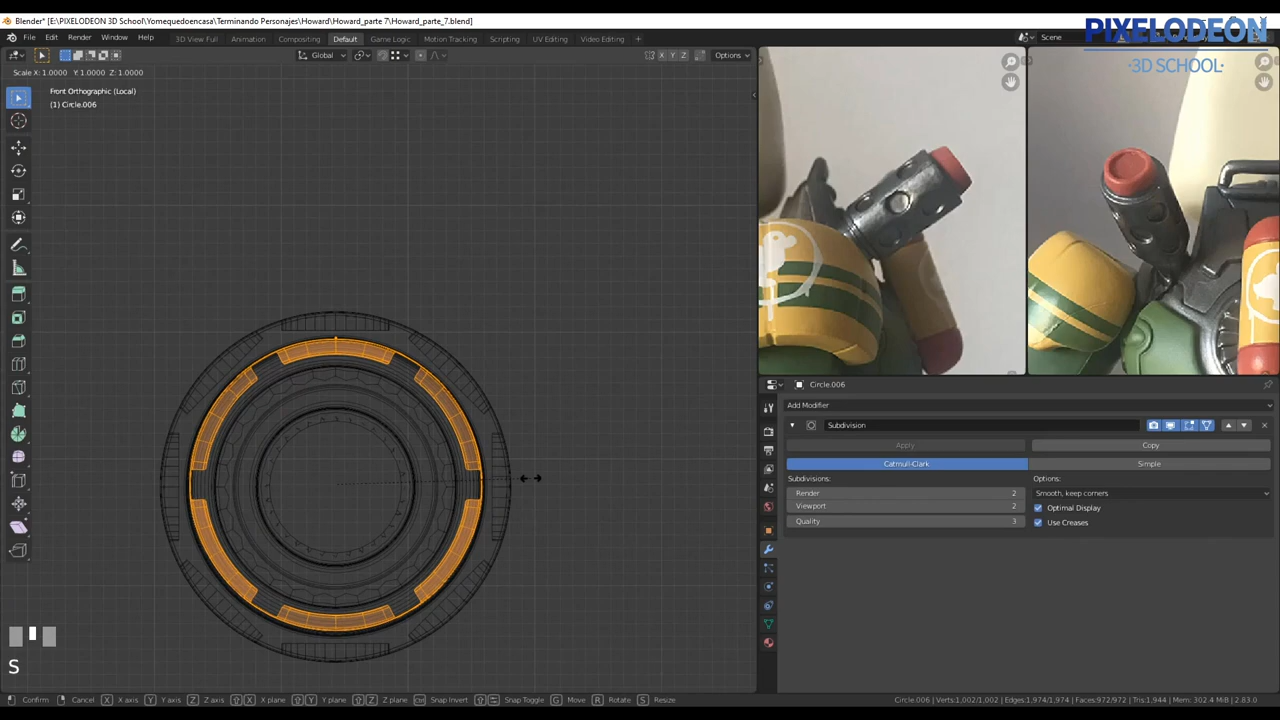 Blender* [E:\PIXELODEON 3D School\Yomequedoencasa\Terminando Personajes\Howard\Howard_parte 7\Howard_parte_7.blend]
PIXELODEON
·3D SCHOOL·
File Edit Render Window Help 3D View Full Animation Compositing Default Game Logic Motion Tracking Scripting UV Editing Video Editing + Scene
Global X Y Z Options
Scale X: 1.0000 Y: 1.0000 Z: 1.0000
Front Orthographic (Local)
(1) Circle.006
Circle.006
Add Modifier
Subdivision
Apply Copy
Catmull-Clark Simple
Subdivisions: Options:
Render 2 Smooth, keep corners
Viewport 2 Optimal Display
Quality 3 Use Creases
S
Confirm Cancel X X axis Y Y axis Z Z axis X X plane Y Y plane Z Z plane Snap Invert Snap Toggle G Move R Rotate S Resize
Circle.006 | Verts:1,002/1,002 | Edges:1,974/1,974 | Faces:972/972 | Tris:1,944 | Mem: 302.4 MiB | 2.83.0